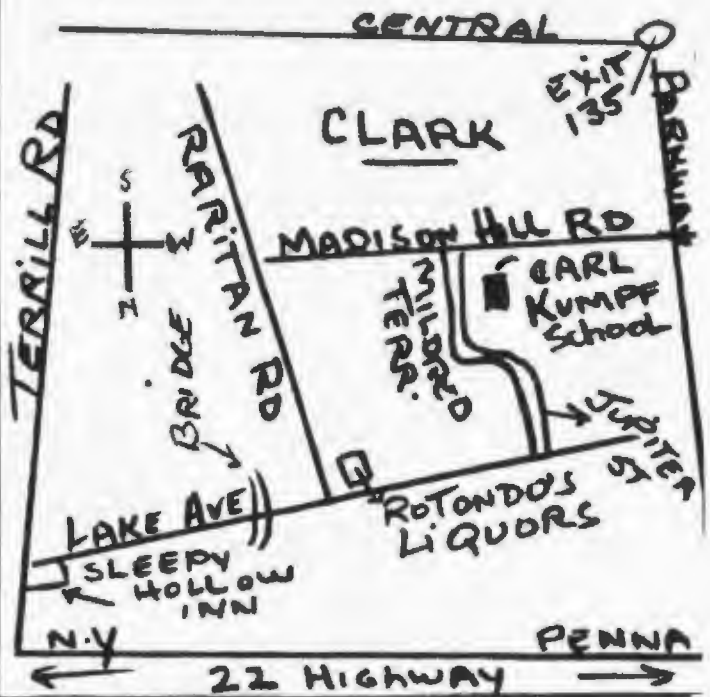 CENTRAL
EXIT
135
PARKWAY
CLARK
TERRILL RD
RARITAN RD
S
E W
N
MADISON HILL RD
MILDRED
TERR.
CARL
KUMPF
School
BRIDGE
JUPITER
ST
LAKE AVE
ROTONDO'S
LIQUORS
SLEEPY
HOLLOW
INN
N.Y
PENNA
22 HIGHWAY